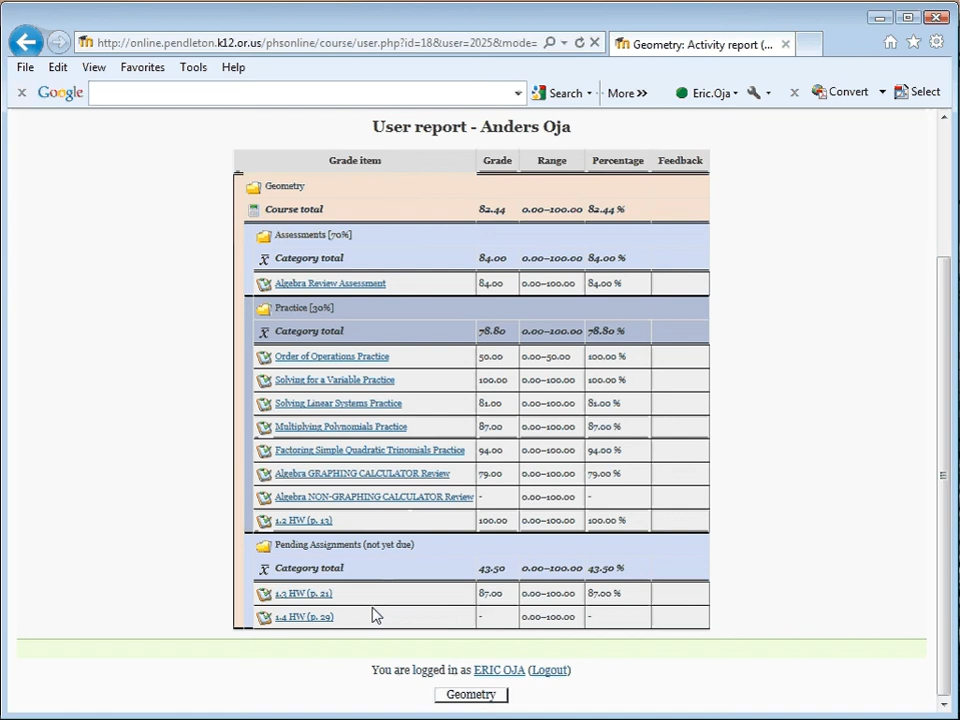 http://online.pendleton.k12.or.us/phsonline/course/user.php?id=18&user=2025&mode= Geometry: Activity report (... x
File Edit View Favorites Tools Help
x Google Search More >> Eric.Oja x Convert Select
User report - Anders Oja
Grade item Grade Range Percentage Feedback
Geometry
Course total 82.44 0.00–100.00 82.44 %
Assessments [70%]
x̄ Category total 84.00 0.00–100.00 84.00 %
Algebra Review Assessment 84.00 0.00–100.00 84.00 %
Practice [30%]
x̄ Category total 78.80 0.00–100.00 78.80 %
Order of Operations Practice 50.00 0.00–50.00 100.00 %
Solving for a Variable Practice 100.00 0.00–100.00 100.00 %
Solving Linear Systems Practice 81.00 0.00–100.00 81.00 %
Multiplying Polynomials Practice 87.00 0.00–100.00 87.00 %
Factoring Simple Quadratic Trinomials Practice 94.00 0.00–100.00 94.00 %
Algebra GRAPHING CALCULATOR Review 79.00 0.00–100.00 79.00 %
Algebra NON-GRAPHING CALCULATOR Review - 0.00–100.00 -
1.2 HW (p. 13) 100.00 0.00–100.00 100.00 %
Pending Assignments (not yet due)
x̄ Category total 43.50 0.00–100.00 43.50 %
1.3 HW (p. 21) 87.00 0.00–100.00 87.00 %
1.4 HW (p. 29) - 0.00–100.00 -
You are logged in as ERIC OJA (Logout)
Geometry